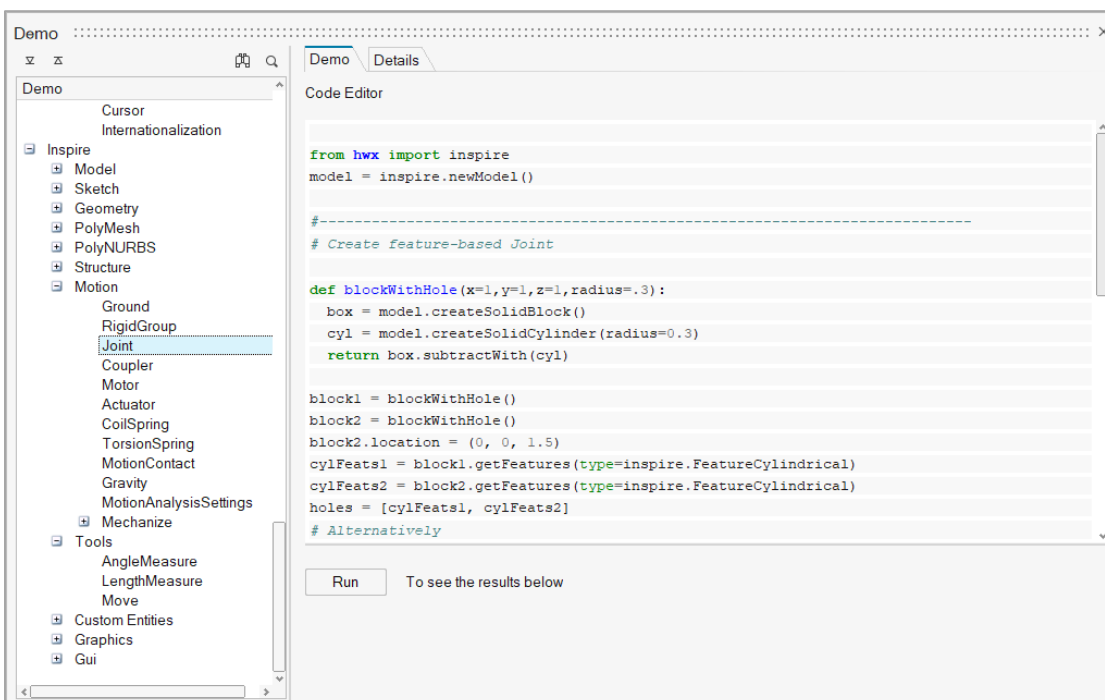 Demo
Demo
Cursor
Internationalization
Inspire
Model
Sketch
Geometry
PolyMesh
PolyNURBS
Structure
Motion
Ground
RigidGroup
Joint
Coupler
Motor
Actuator
CoilSpring
TorsionSpring
MotionContact
Gravity
MotionAnalysisSettings
Mechanize
Tools
AngleMeasure
LengthMeasure
Move
Custom Entities
Graphics
Gui
Demo Details
Code Editor
from hwx import inspire
model = inspire.newModel()
#---------------------------------------------------------------------------
# Create feature-based Joint
def blockWithHole(x=1,y=1,z=1,radius=.3):
  box = model.createSolidBlock()
  cyl = model.createSolidCylinder(radius=0.3)
  return box.subtractWith(cyl)
block1 = blockWithHole()
block2 = blockWithHole()
block2.location = (0, 0, 1.5)
cylFeats1 = block1.getFeatures(type=inspire.FeatureCylindrical)
cylFeats2 = block2.getFeatures(type=inspire.FeatureCylindrical)
holes = [cylFeats1, cylFeats2]
# Alternatively
Run To see the results below